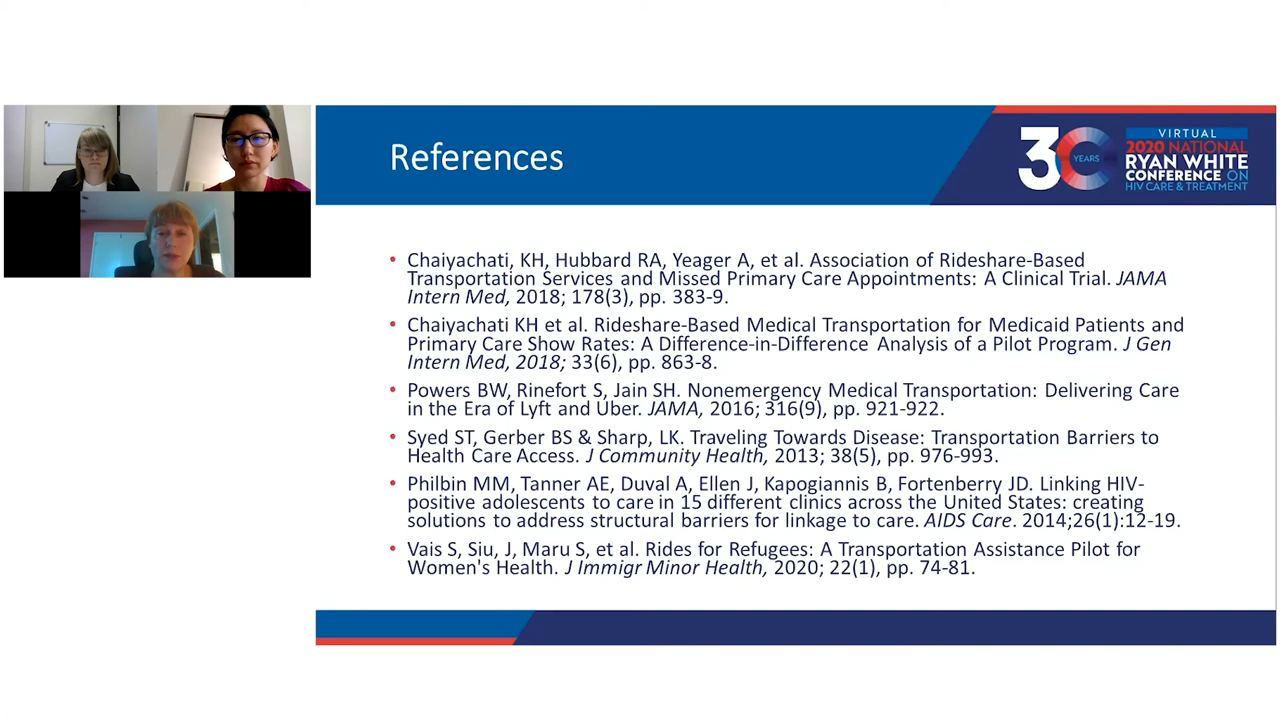 References
30
YEARS
VIRTUAL
2020 NATIONAL
RYAN WHITE
CONFERENCE ON
HIV CARE & TREATMENT
• Chaiyachati, KH, Hubbard RA, Yeager A, et al. Association of Rideshare-Based
Transportation Services and Missed Primary Care Appointments: A Clinical Trial. JAMA
Intern Med, 2018; 178(3), pp. 383-9.
• Chaiyachati KH et al. Rideshare-Based Medical Transportation for Medicaid Patients and
Primary Care Show Rates: A Difference-in-Difference Analysis of a Pilot Program. J Gen
Intern Med, 2018; 33(6), pp. 863-8.
• Powers BW, Rinefort S, Jain SH. Nonemergency Medical Transportation: Delivering Care
in the Era of Lyft and Uber. JAMA, 2016; 316(9), pp. 921-922.
• Syed ST, Gerber BS & Sharp, LK. Traveling Towards Disease: Transportation Barriers to
Health Care Access. J Community Health, 2013; 38(5), pp. 976-993.
• Philbin MM, Tanner AE, Duval A, Ellen J, Kapogiannis B, Fortenberry JD. Linking HIV-
positive adolescents to care in 15 different clinics across the United States: creating
solutions to address structural barriers for linkage to care. AIDS Care. 2014;26(1):12-19.
• Vais S, Siu, J, Maru S, et al. Rides for Refugees: A Transportation Assistance Pilot for
Women's Health. J Immigr Minor Health, 2020; 22(1), pp. 74-81.